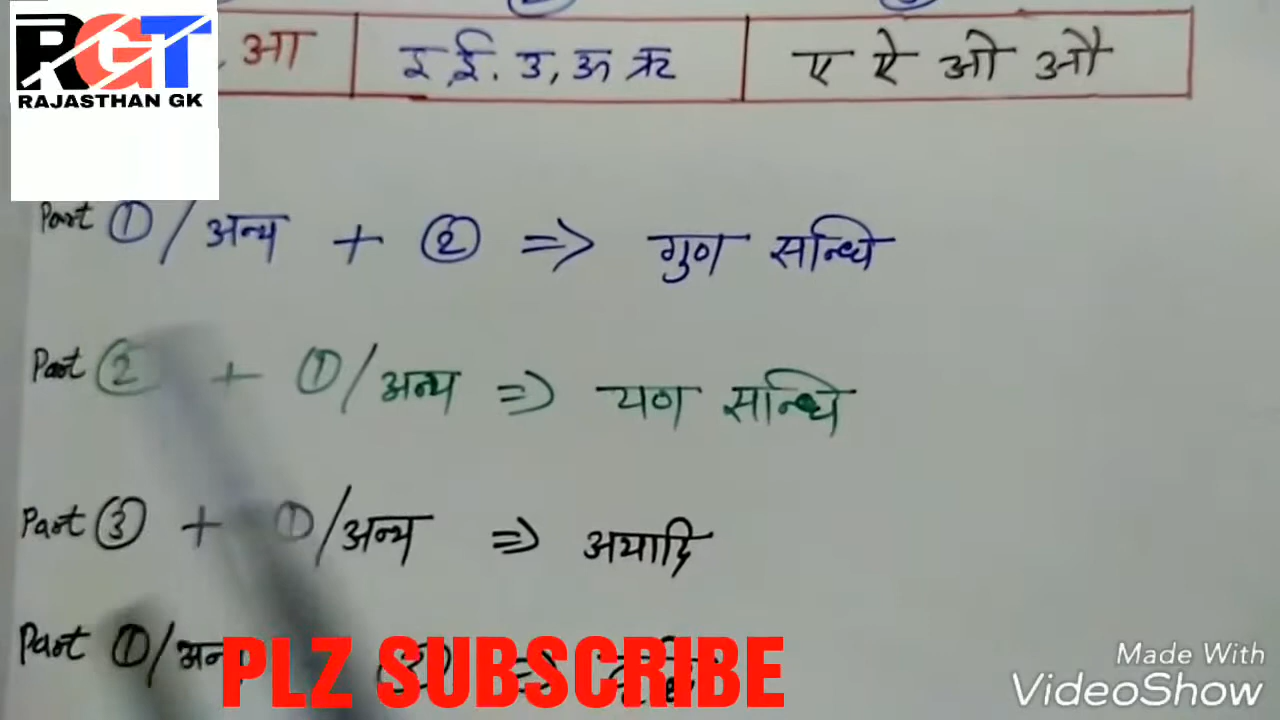 ②
RGT
RAJASTHAN GK
, आ इ, ई, उ, ऊ ऋ ए ऐ ओ औ
Part ① / अन्य + ② => गुण सन्धि
Part ② + ① / अन्य => यण सन्धि
Part ③ + ① / अन्य => अयादि
Part ① / अन्य =>
PLZ SUBSCRIBE
Made With
VideoShow